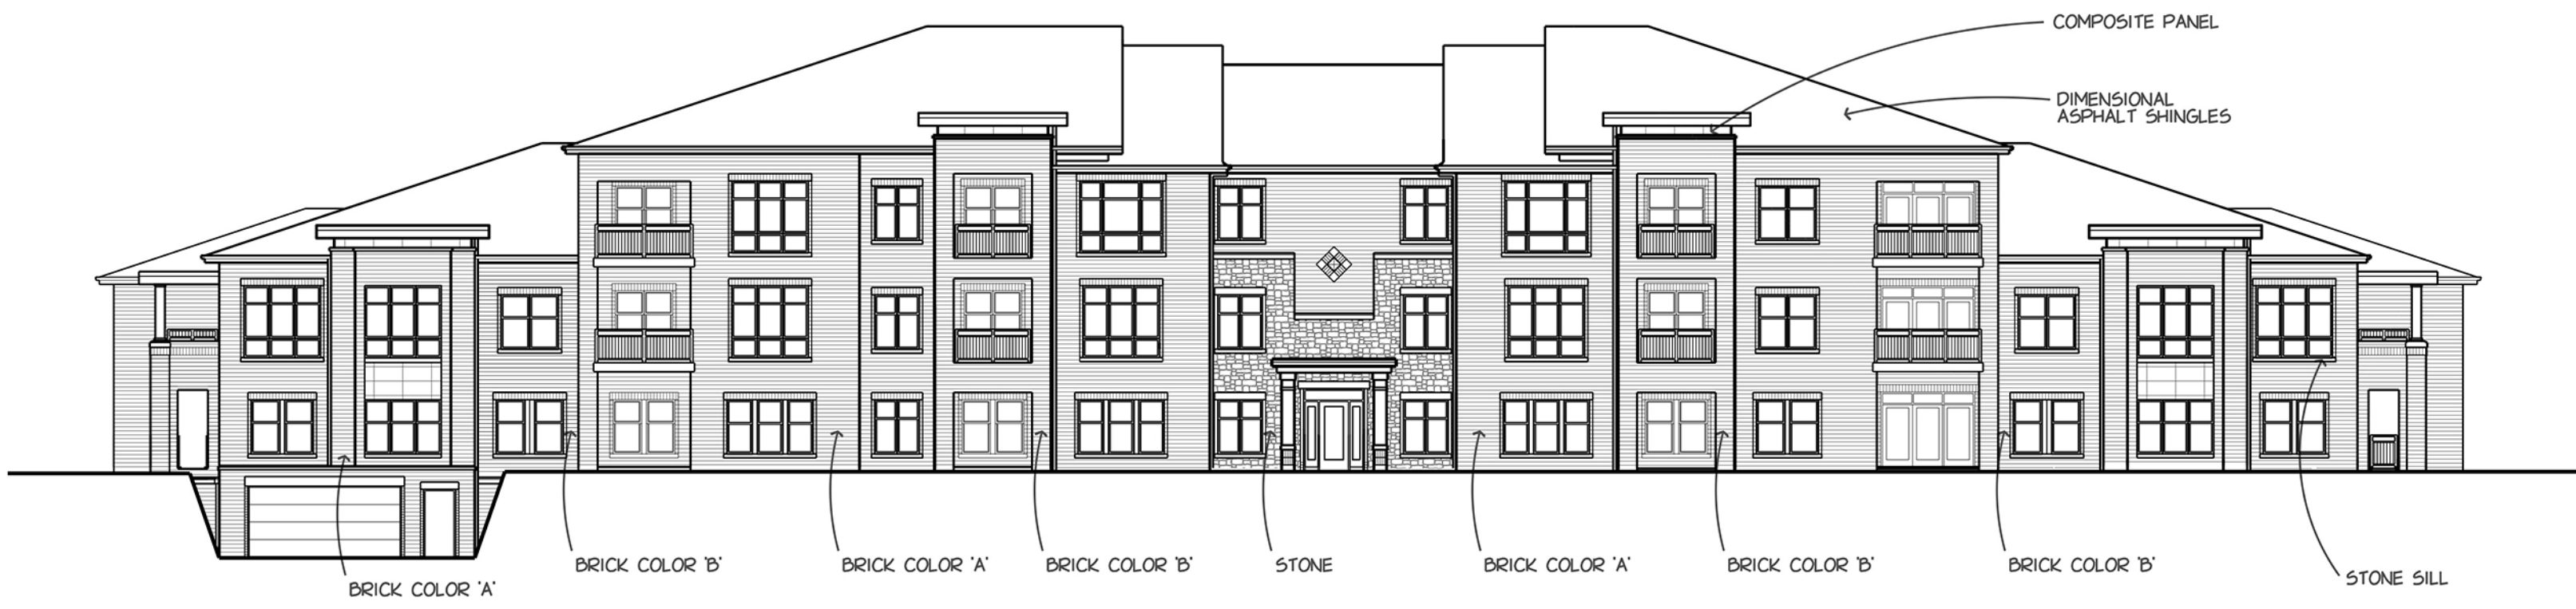 COMPOSITE PANEL
DIMENSIONAL
ASPHALT SHINGLES
BRICK COLOR 'B'
BRICK COLOR 'A'
BRICK COLOR 'B'
STONE
BRICK COLOR 'A'
BRICK COLOR 'B'
BRICK COLOR 'B'
STONE SILL
BRICK COLOR 'A'